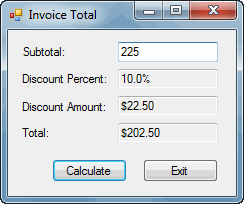 Invoice Total
Subtotal: 225
Discount Percent: 10.0%
Discount Amount: $22.50
Total: $202.50
Calculate Exit